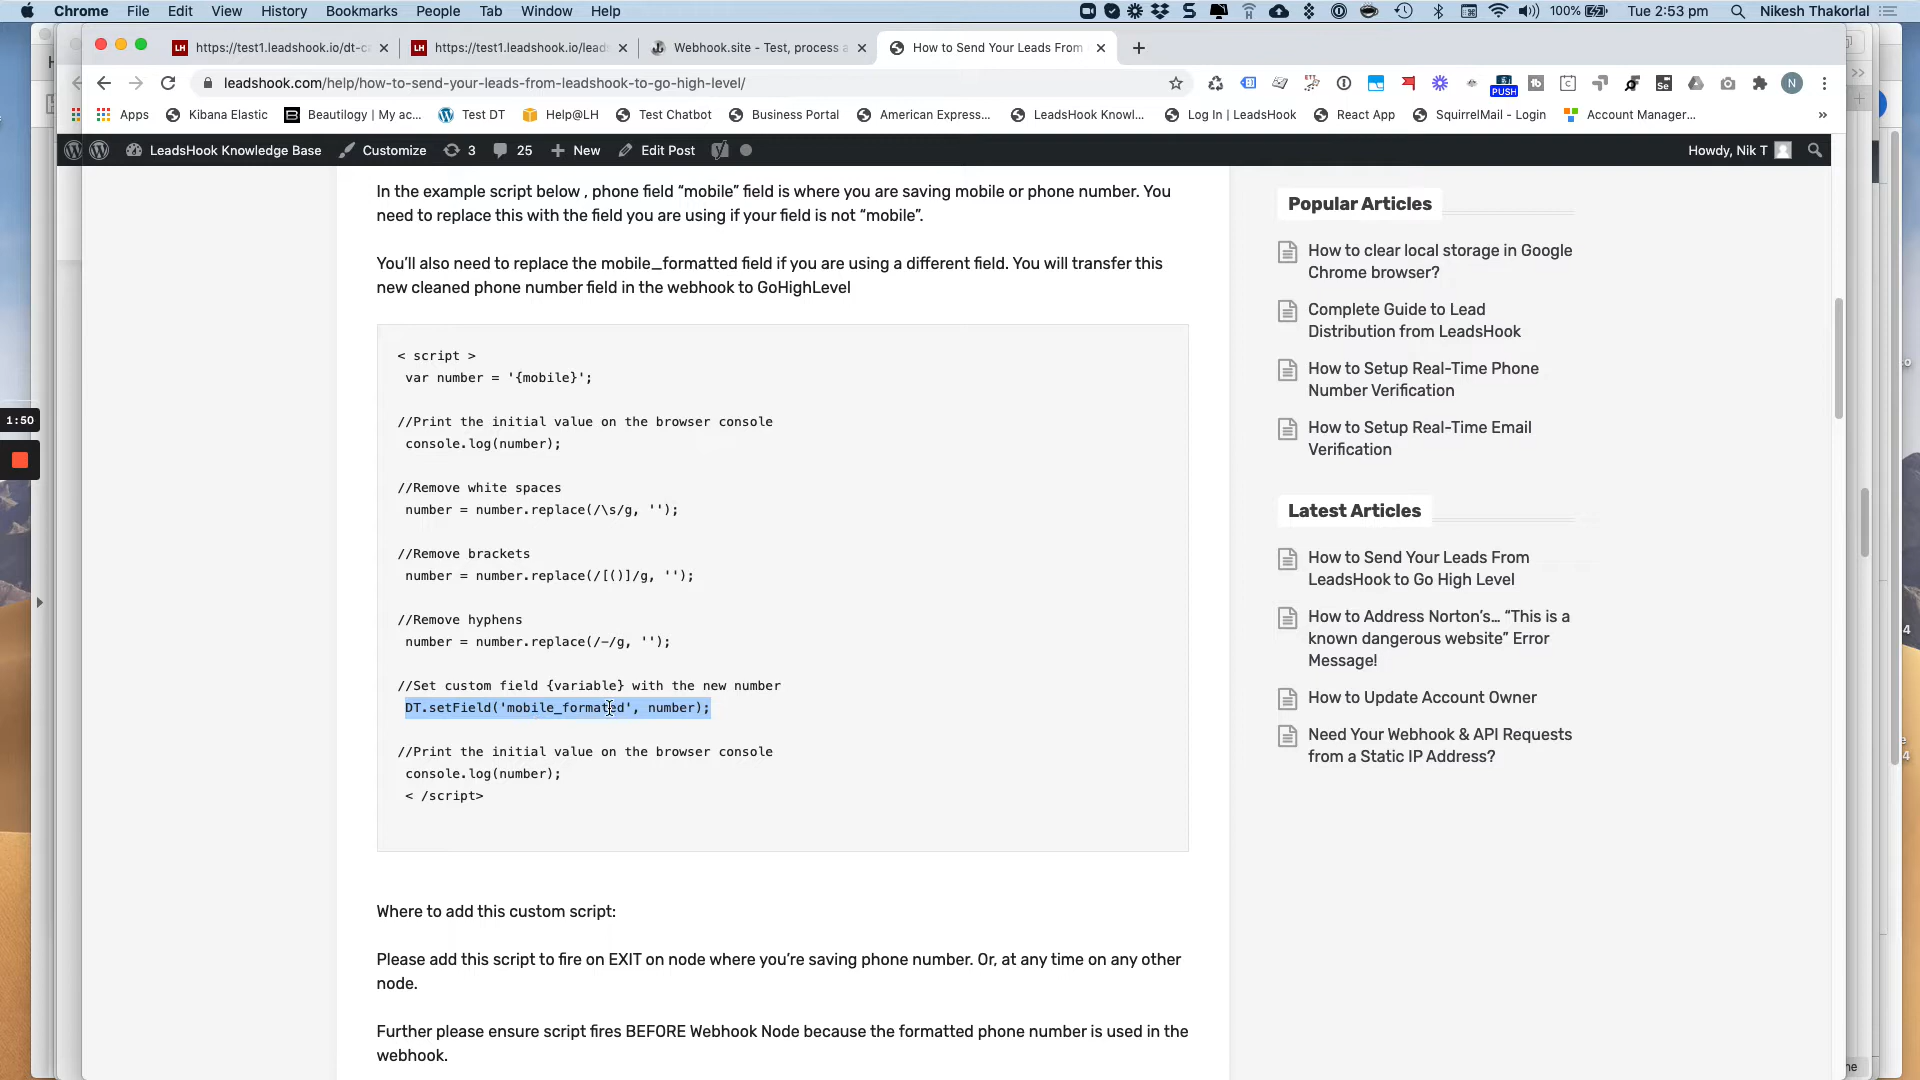 Chrome File Edit View History Bookmarks People Tab Window Help 100% Tue 2:53 pm Nikesh Thakorlal
https://test1.leadshook.io/dt-c
https://test1.leadshook.io/lead
Webhook.site - Test, process a
How to Send Your Leads From
leadshook.com/help/how-to-send-your-leads-from-leadshook-to-go-high-level/
PUSH
N
Apps Kibana Elastic Beautilogy | My ac... Test DT Help@LH Test Chatbot Business Portal American Express... LeadsHook Knowl... Log In | LeadsHook React App SquirrelMail - Login Account Manager... »
LeadsHook Knowledge Base Customize 3 25 New Edit Post Howdy, Nik T
In the example script below , phone field “mobile” field is where you are saving mobile or phone number. You
need to replace this with the field you are using if your field is not “mobile”.
You’ll also need to replace the mobile_formatted field if you are using a different field. You will transfer this
new cleaned phone number field in the webhook to GoHighLevel
< script >
var number = '{mobile}';
//Print the initial value on the browser console
console.log(number);
//Remove white spaces
number = number.replace(/\s/g, '');
//Remove brackets
number = number.replace(/[()]/g, '');
//Remove hyphens
number = number.replace(/-/g, '');
//Set custom field {variable} with the new number
DT.setField('mobile_formated', number);
//Print the initial value on the browser console
console.log(number);
< /script>
Where to add this custom script:
Please add this script to fire on EXIT on node where you’re saving phone number. Or, at any time on any other
node.
Further please ensure script fires BEFORE Webhook Node because the formatted phone number is used in the
webhook.
Popular Articles
How to clear local storage in Google
Chrome browser?
Complete Guide to Lead
Distribution from LeadsHook
How to Setup Real-Time Phone
Number Verification
How to Setup Real-Time Email
Verification
Latest Articles
How to Send Your Leads From
LeadsHook to Go High Level
How to Address Norton’s… “This is a
known dangerous website” Error
Message!
How to Update Account Owner
Need Your Webhook & API Requests
from a Static IP Address?
1:50